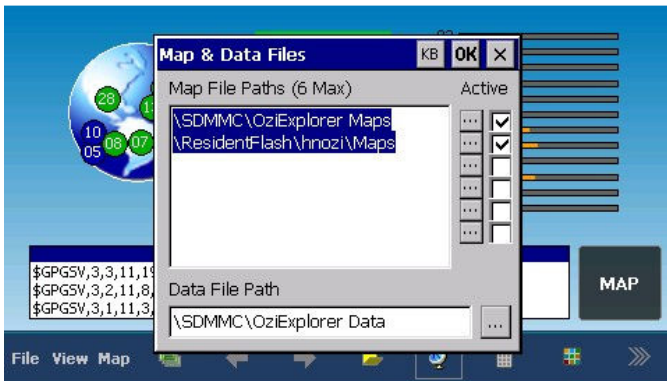 Map & Data Files KB OK X
Map File Paths (6 Max) Active
\SDMMC\OziExplorer Maps
\ResidentFlash\hnozi\Maps
28
10
05 08 07
$GPGSV,3,3,11,19
$GPGSV,3,2,11,8,
$GPGSV,3,1,11,3,
Data File Path
\SDMMC\OziExplorer Data ...
MAP
File View Map